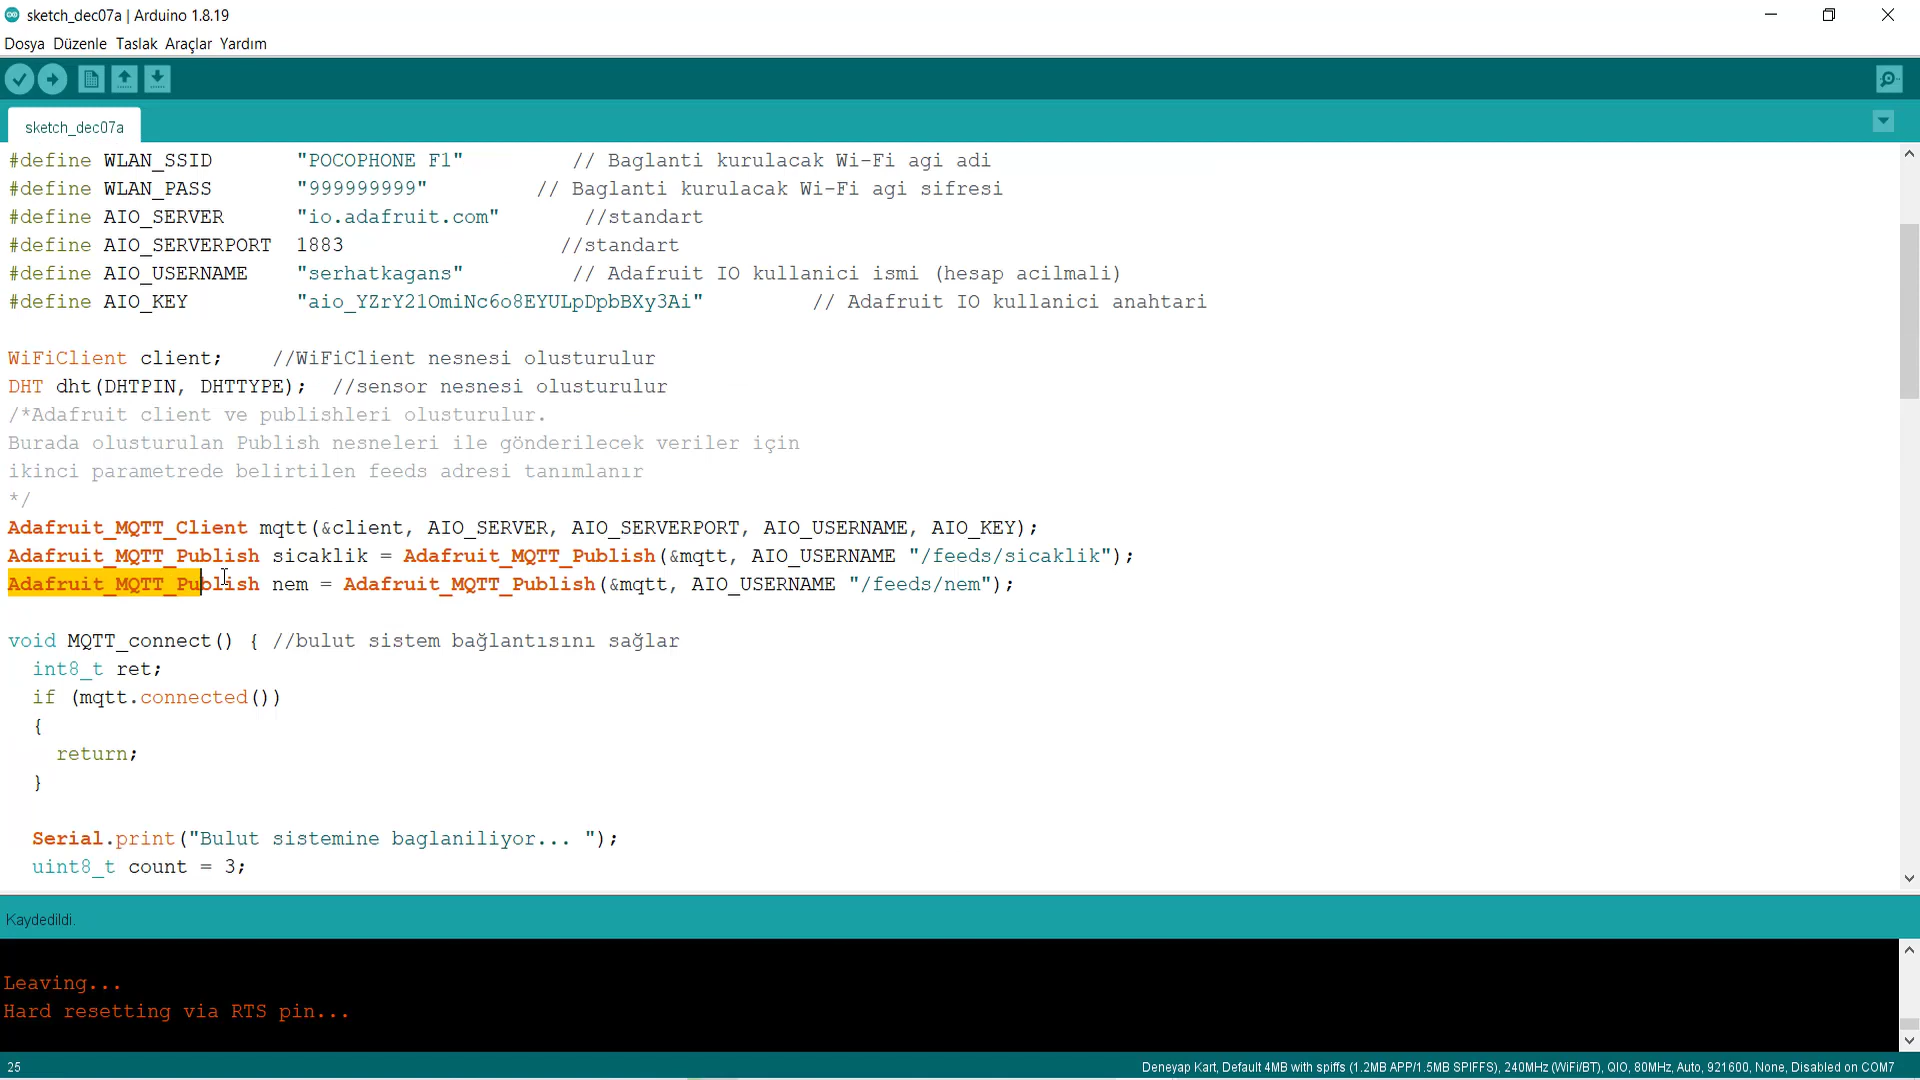 sketch_dec07a | Arduino 1.8.19
Dosya Düzenle Taslak Araçlar Yardım
sketch_dec07a
#define WLAN_SSID "POCOPHONE F1" // Baglanti kurulacak Wi-Fi agi adi
#define WLAN_PASS "999999999" // Baglanti kurulacak Wi-Fi agi sifresi
#define AIO_SERVER "io.adafruit.com" //standart
#define AIO_SERVERPORT 1883 //standart
#define AIO_USERNAME "serhatkagans" // Adafruit IO kullanici ismi (hesap acilmali)
#define AIO_KEY "aio_YZrY21OmiNc6o8EYULpDpbBXy3Ai" // Adafruit IO kullanici anahtari
WiFiClient client; //WiFiClient nesnesi olusturulur
DHT dht(DHTPIN, DHTTYPE); //sensor nesnesi olusturulur
/*Adafruit client ve publishleri olusturulur.
Burada olusturulan Publish nesneleri ile gönderilecek veriler için
ikinci parametrede belirtilen feeds adresi tanımlanır
*/
Adafruit_MQTT_Client mqtt(&client, AIO_SERVER, AIO_SERVERPORT, AIO_USERNAME, AIO_KEY);
Adafruit_MQTT_Publish sicaklik = Adafruit_MQTT_Publish(&mqtt, AIO_USERNAME "/feeds/sicaklik");
Adafruit_MQTT_Publish nem = Adafruit_MQTT_Publish(&mqtt, AIO_USERNAME "/feeds/nem");
void MQTT_connect() { //bulut sistem bağlantısını sağlar
int8_t ret;
if (mqtt.connected())
{
return;
}
Serial.print("Bulut sistemine baglaniliyor... ");
uint8_t count = 3;
Kaydedildi.
Leaving...
Hard resetting via RTS pin...
25
Deneyap Kart, Default 4MB with spiffs (1.2MB APP/1.5MB SPIFFS), 240MHz (WiFi/BT), QIO, 80MHz, Auto, 921600, None, Disabled on COM7